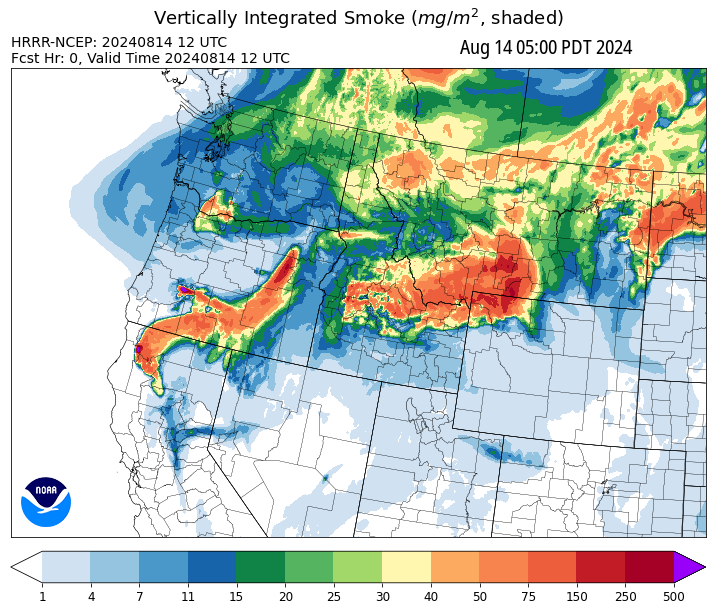 Vertically Integrated Smoke (mg/m², shaded)
HRRR-NCEP: 20240814 12 UTC
Fcst Hr: 0, Valid Time 20240814 12 UTC
Aug 14 05:00 PDT 2024
NOAA
1 4 7 11 15 20 25 30 40 50 75 150 250 500